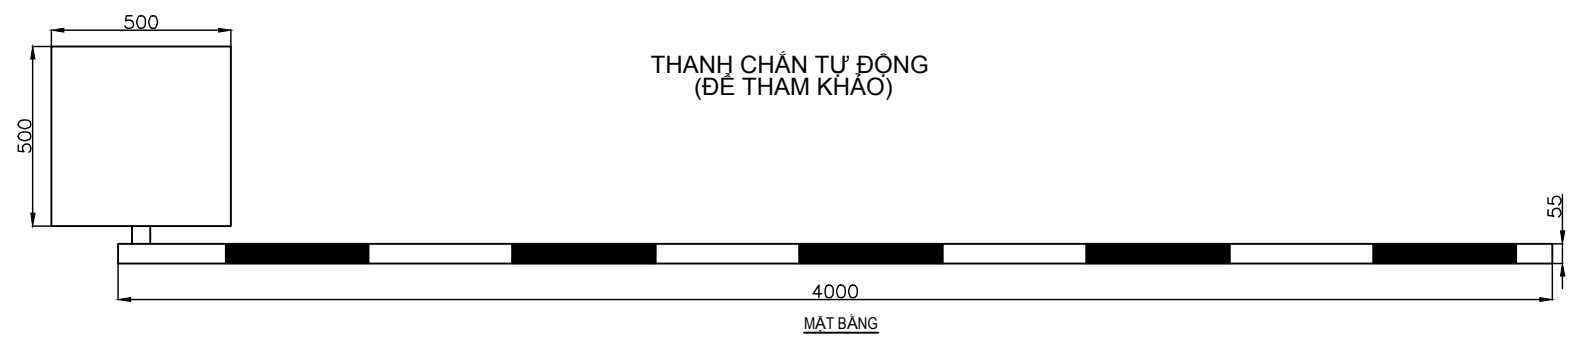 500
THANH CHẮN TỰ ĐỘNG
(ĐỂ THAM KHẢO)
500
55
4000
MẶT BẰNG